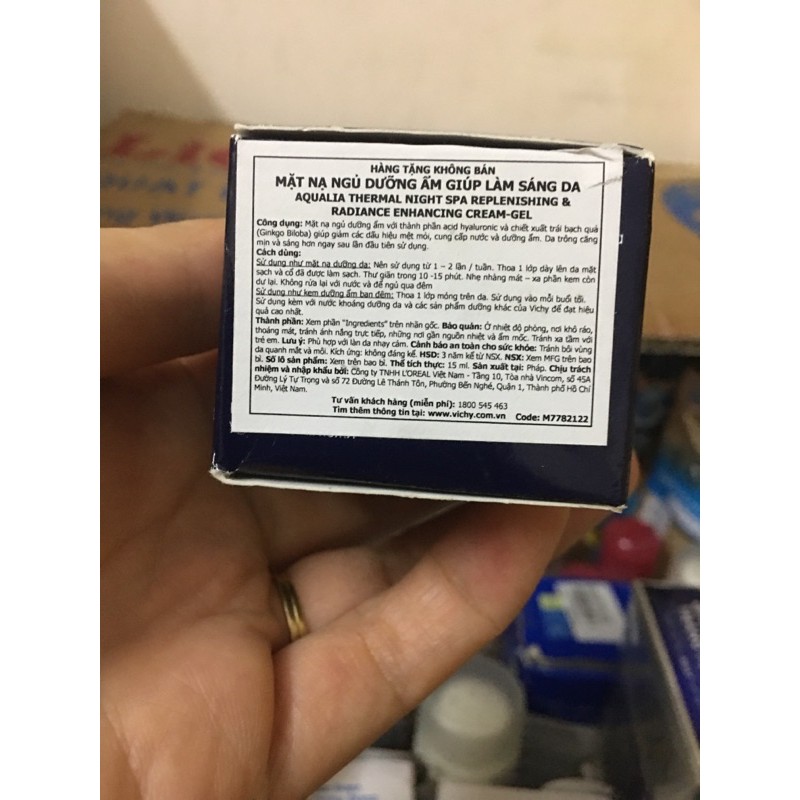 HÀNG TẶNG KHÔNG BÁN
MẶT NẠ NGỦ DƯỠNG ẨM GIÚP LÀM SÁNG DA
AQUALIA THERMAL NIGHT SPA REPLENISHING &
RADIANCE ENHANCING CREAM-GEL
Công dụng: Mặt nạ ngủ dưỡng ẩm với thành phần acid hyaluronic và chiết xuất trái bạch quả
(Ginkgo Biloba) giúp giảm các dấu hiệu mệt mỏi, cung cấp nước và dưỡng ẩm. Da trông căng
mịn và sáng hơn ngay sau lần đầu tiên sử dụng.
Cách dùng:
Sử dụng như mặt nạ dưỡng da: Nên sử dụng từ 1 – 2 lần / tuần. Thoa 1 lớp dày lên da mặt
sạch và cổ đã được làm sạch. Thư giãn trong 10 -15 phút. Nhẹ nhàng mát – xa phần kem còn
dư lại. Không rửa lại với nước và để ngủ qua đêm
Sử dụng như kem dưỡng ẩm ban đêm: Thoa 1 lớp mỏng trên da. Sử dụng vào mỗi buổi tối.
Sử dụng kèm với nước khoáng dưỡng da và các sản phẩm dưỡng khác của Vichy để đạt hiệu
quả cao nhất.
Thành phần: Xem phần "Ingredients" trên nhãn gốc. Bảo quản: Ở nhiệt độ phòng, nơi khô ráo,
thoáng mát, tránh ánh nắng trực tiếp, những nơi gần nguồn nhiệt và ẩm mốc. Tránh xa tầm với
trẻ em. Lưu ý: Phù hợp với làn da nhạy cảm. Cảnh báo an toàn cho sức khỏe: Tránh bôi vùng
da quanh mắt và môi. Kích ứng: không đáng kể. HSD: 3 năm kể từ NSX. NSX: Xem MFG trên bao
bì. Số lô sản phẩm: Xem trên bao bì. Thể tích thực: 15 ml. Sản xuất tại: Pháp. Chịu trách
nhiệm và nhập khẩu bởi: Công ty TNHH L'OREAL Việt Nam - Tầng 10, Tòa nhà Vincom, số 45A
Đường Lý Tự Trọng và số 72 Đường Lê Thánh Tôn, Phường Bến Nghé, Quận 1, Thành phố Hồ Chí
Minh, Việt Nam.
Tư vấn khách hàng (miễn phí): 1800 545 463
Tìm thêm thông tin tại: www.vichy.com.vn Code: M7782122